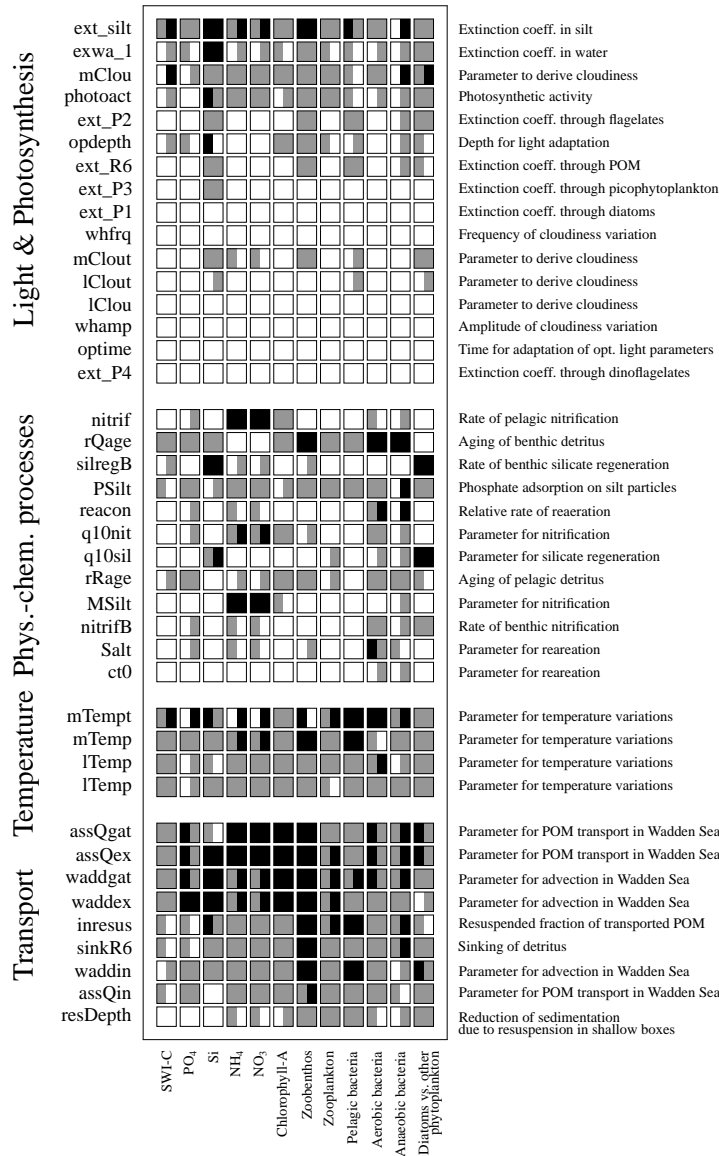 Light & Photosynthesis
ext_silt Extinction coeff. in silt
exwa_1 Extinction coeff. in water
mClou Parameter to derive cloudiness
photoact Photosynthetic activity
ext_P2 Extinction coeff. through flagelates
opdepth Depth for light adaptation
ext_R6 Extinction coeff. through POM
ext_P3 Extinction coeff. through picophytoplankton
ext_P1 Extinction coeff. through diatoms
whfrq Frequency of cloudiness variation
mClout Parameter to derive cloudiness
lClout Parameter to derive cloudiness
lClou Parameter to derive cloudiness
whamp Amplitude of cloudiness variation
optime Time for adaptation of opt. light parameters
ext_P4 Extinction coeff. through dinoflagelates
Phys.-chem. processes
nitrif Rate of pelagic nitrification
rQage Aging of benthic detritus
silregB Rate of benthic silicate regeneration
PSilt Phosphate adsorption on silt particles
reacon Relative rate of reaeration
q10nit Parameter for nitrification
q10sil Parameter for silicate regeneration
rRage Aging of pelagic detritus
MSilt Parameter for nitrification
nitrifB Rate of benthic nitrification
Salt Parameter for rearation
ct0 Parameter for reareation
Temperature
mTempt Parameter for temperature variations
mTemp Parameter for temperature variations
lTemp Parameter for temperature variations
lTemp Parameter for temperature variations
Transport
assQgat Parameter for POM transport in Wadden Sea
assQex Parameter for POM transport in Wadden Sea
waddgat Parameter for advection in Wadden Sea
waddex Parameter for advection in Wadden Sea
inresus Resuspended fraction of transported POM
sinkR6 Sinking of detritus
waddin Parameter for advection in Wadden Sea
assQin Parameter for POM transport in Wadden Sea
resDepth Reduction of sedimentation
due to resuspension in shallow boxes
SWI-C
PO₄
Si
NH₄
NO₃
Chlorophyll-A
Zoobenthos
Zooplankton
Pelagic bacteria
Aerobic bacteria
Anaeobic bacteria
Diatoms vs. other
phytoplankton